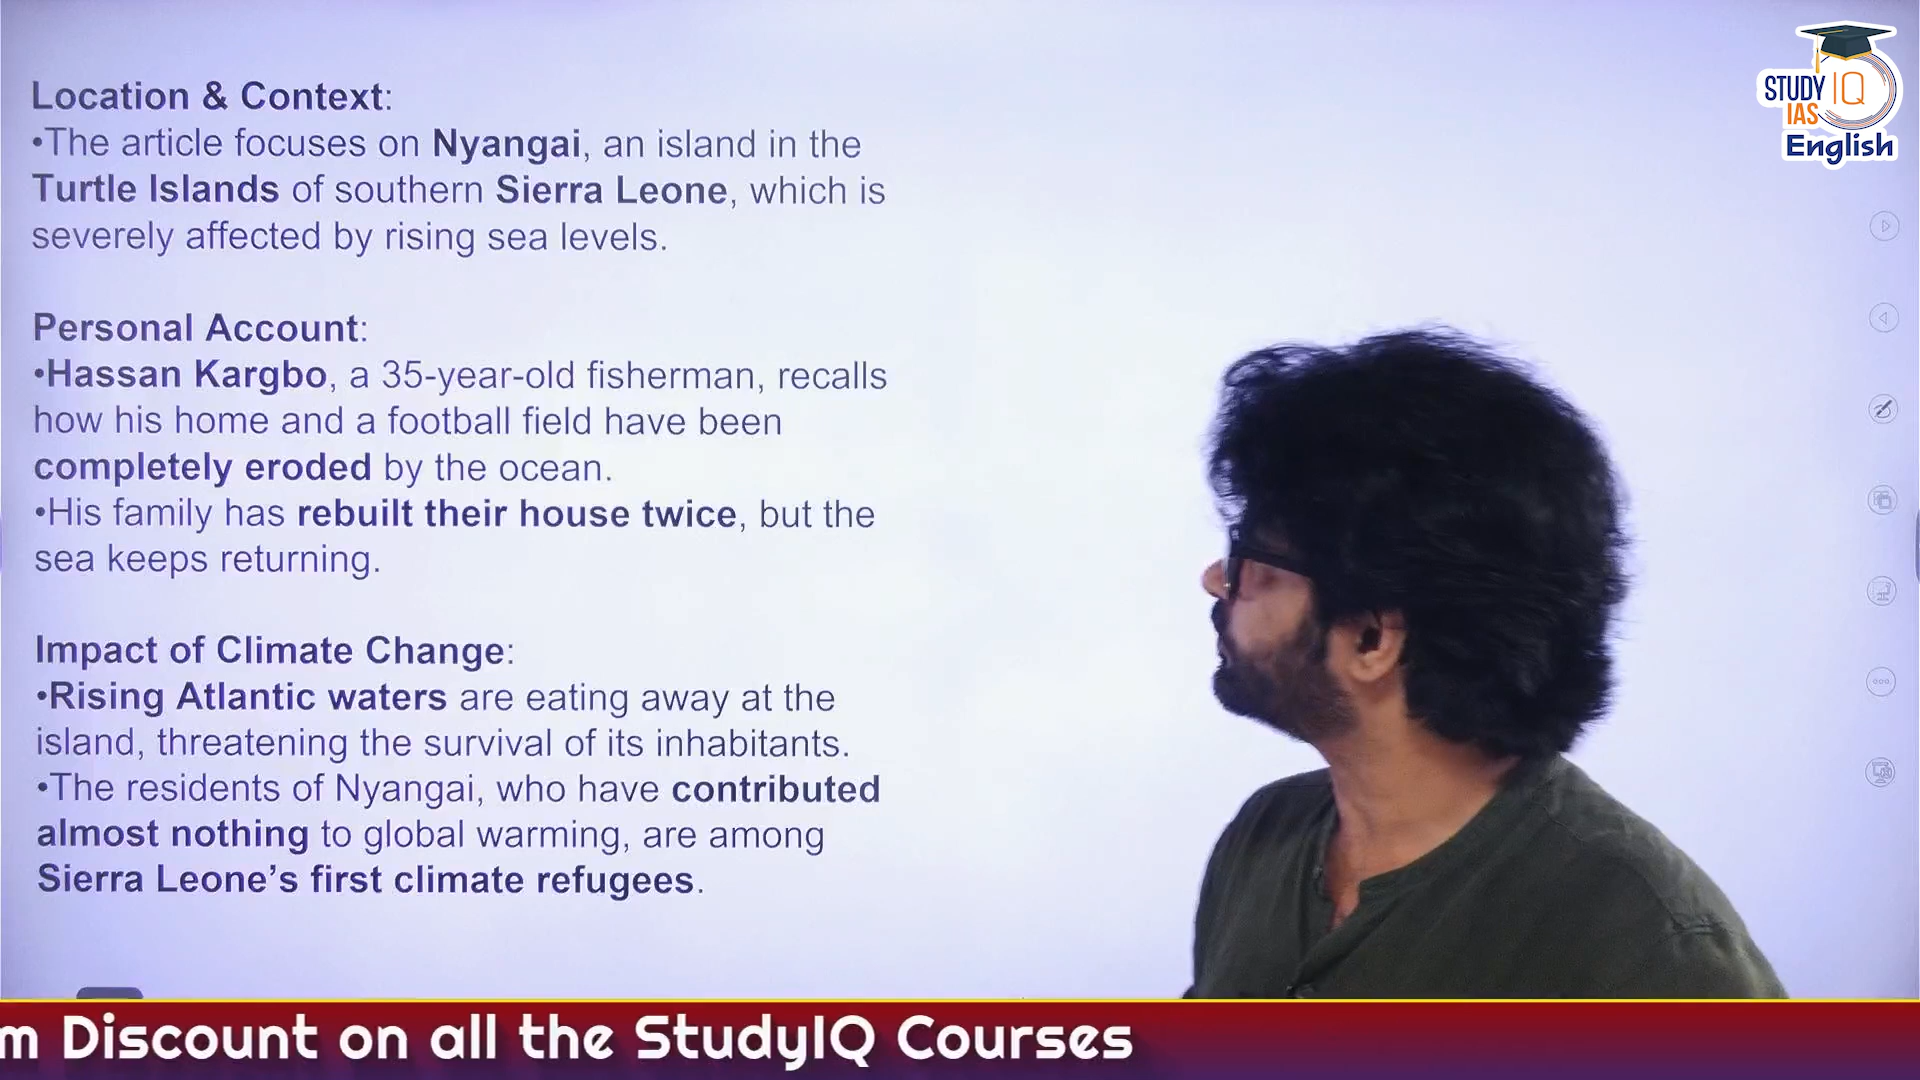 Location & Context:
•The article focuses on Nyangai, an island in the
Turtle Islands of southern Sierra Leone, which is
severely affected by rising sea levels.
Personal Account:
•Hassan Kargbo, a 35-year-old fisherman, recalls
how his home and a football field have been
completely eroded by the ocean.
•His family has rebuilt their house twice, but the
sea keeps returning.
Impact of Climate Change:
•Rising Atlantic waters are eating away at the
island, threatening the survival of its inhabitants.
•The residents of Nyangai, who have contributed
almost nothing to global warming, are among
Sierra Leone’s first climate refugees.
STUDY IQ
IAS
English
m Discount on all the StudyIQ Courses